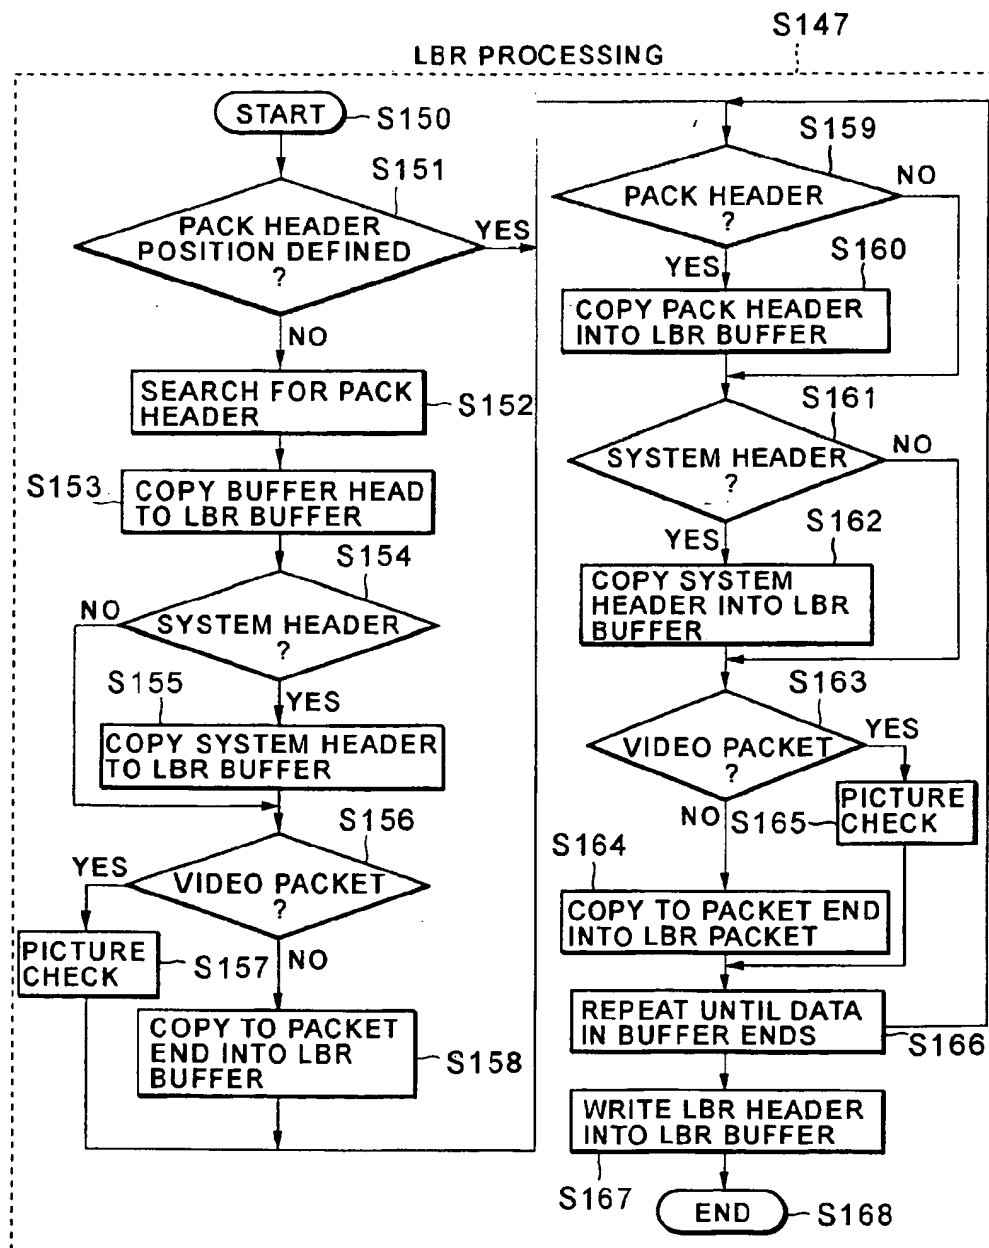 S147
LBR PROCESSING
START
S150
S151
PACK HEADER
POSITION DEFINED
?
YES
NO
SEARCH FOR PACK
HEADER
S152
S153
COPY BUFFER HEAD
TO LBR BUFFER
S154
NO
SYSTEM HEADER
?
S155
YES
COPY SYSTEM HEADER
TO LBR BUFFER
S156
YES
VIDEO PACKET
?
PICTURE
CHECK
S157
NO
COPY TO PACKET
END INTO LBR
BUFFER
S158
S159
PACK HEADER
?
NO
YES
S160
COPY PACK HEADER
INTO LBR BUFFER
S161
SYSTEM HEADER
?
NO
YES
S162
COPY SYSTEM
HEADER INTO LBR
BUFFER
S163
VIDEO PACKET
?
YES
NO
S165
PICTURE
CHECK
S164
COPY TO PACKET END
INTO LBR PACKET
REPEAT UNTIL DATA
IN BUFFER ENDS
S166
WRITE LBR HEADER
INTO LBR BUFFER
S167
END
S168